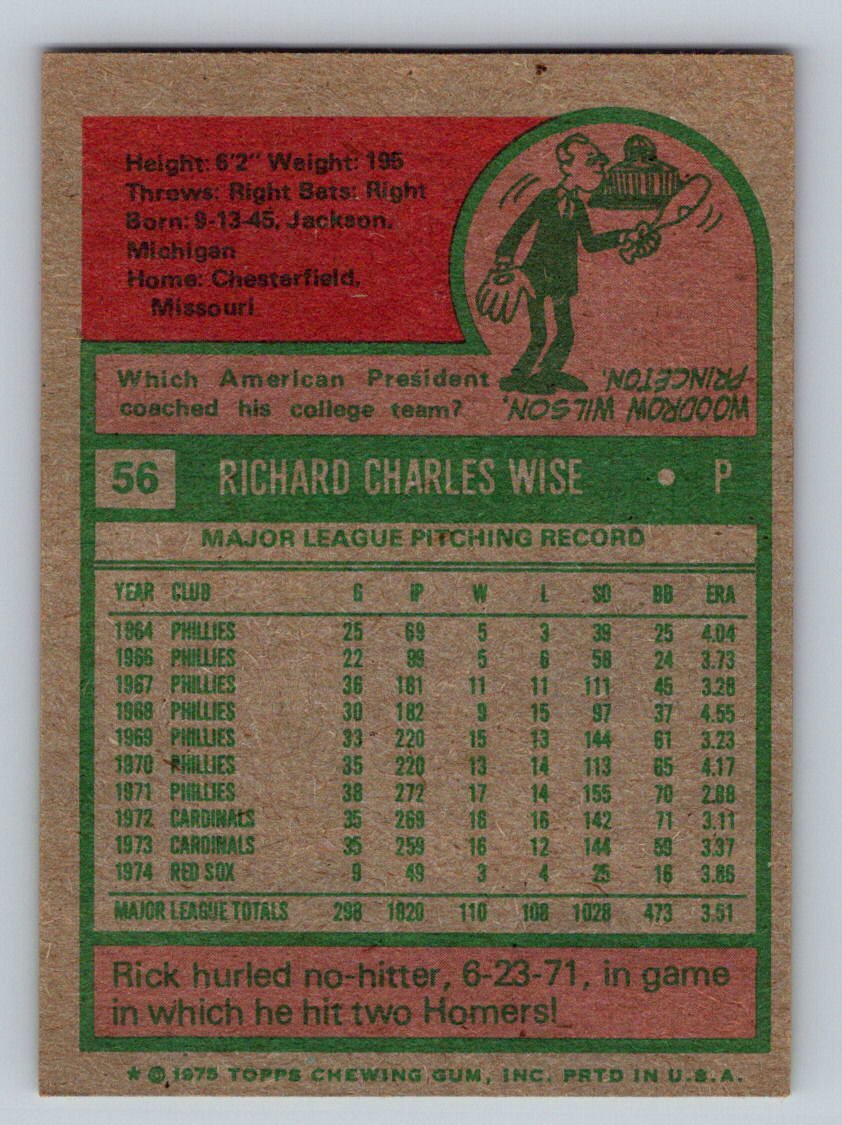 Height: 6'2" Weight: 195
Throws: Right Bats: Right
Born: 9-13-45, Jackson,
Michigan
Home: Chesterfield,
Missouri
Which American President
coached his college team?
WOODROW WILSON,
PRINCETON.
56 RICHARD CHARLES WISE • P
MAJOR LEAGUE PITCHING RECORD
YEAR CLUB G IP W L SO BB ERA
1964 PHILLIES 25 69 5 3 39 25 4.04
1966 PHILLIES 22 99 5 6 58 24 3.73
1967 PHILLIES 36 181 11 11 111 45 3.28
1968 PHILLIES 30 182 9 15 97 37 4.55
1969 PHILLIES 33 220 15 13 144 61 3.23
1970 PHILLIES 35 220 13 14 113 65 4.17
1971 PHILLIES 38 272 17 14 155 70 2.88
1972 CARDINALS 35 269 16 16 142 71 3.11
1973 CARDINALS 35 259 16 12 144 59 3.37
1974 RED SOX 9 49 3 4 25 16 3.86
MAJOR LEAGUE TOTALS 298 1820 110 108 1028 473 3.51
Rick hurled no-hitter, 6-23-71, in game
in which he hit two Homers!
* © 1975 TOPPS CHEWING GUM, INC. PRTD IN U.S.A.